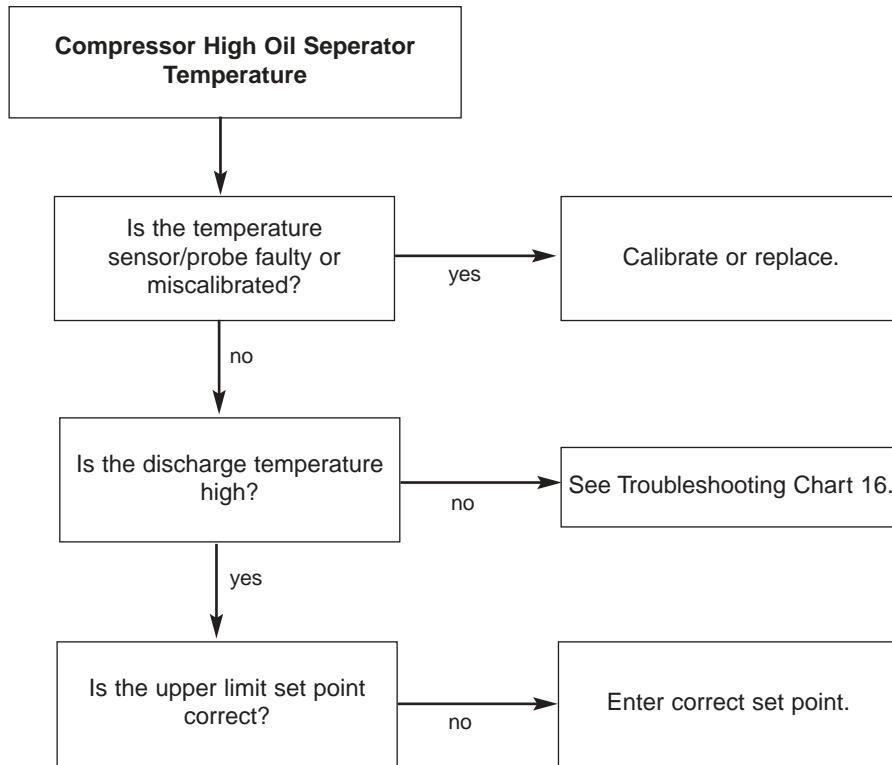 Compressor High Oil Seperator
Temperature
Is the temperature
sensor/probe faulty or
miscalibrated?
yes
Calibrate or replace.
no
Is the discharge temperature
high?
no
See Troubleshooting Chart 16.
yes
Is the upper limit set point
correct?
no
Enter correct set point.